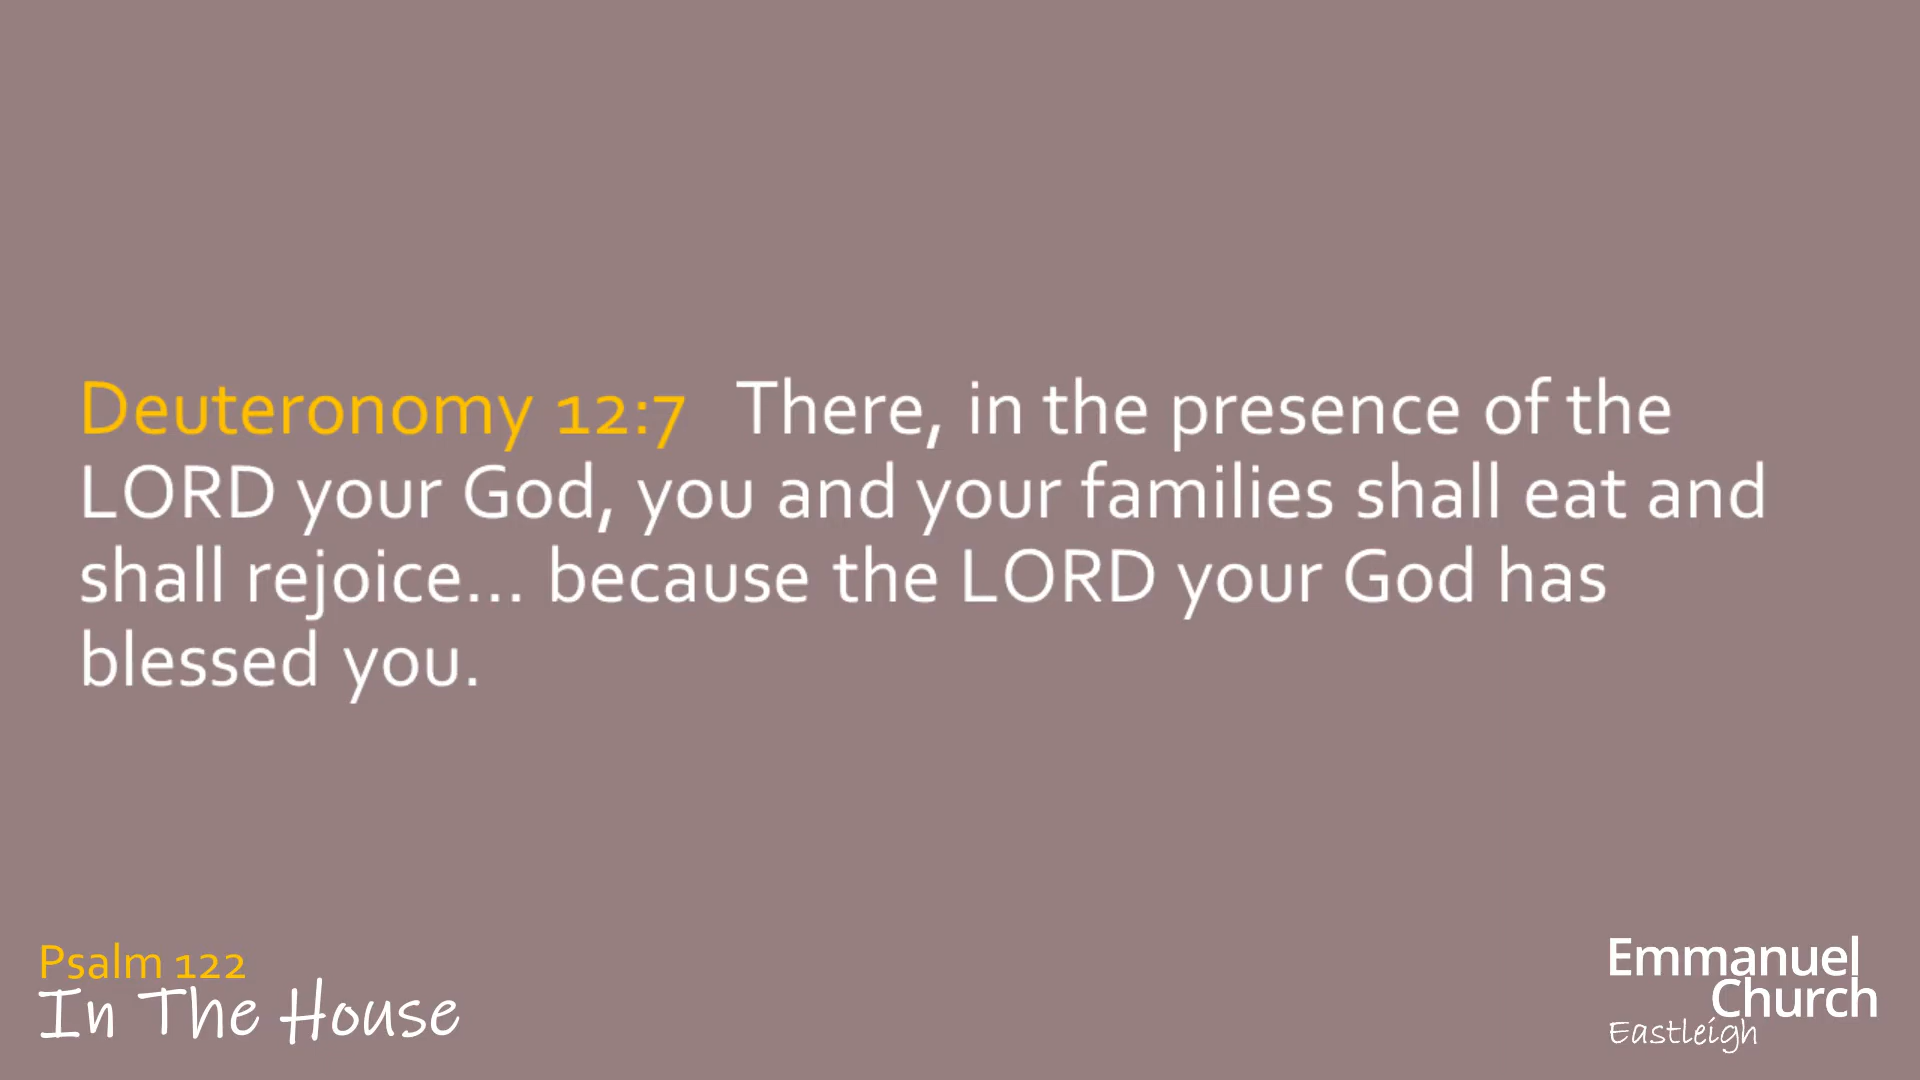 Deuteronomy 12:7 There, in the presence of the
LORD your God, you and your families shall eat and
shall rejoice... because the LORD your God has
blessed you.
Psalm 122
In The House
Emmanuel
Church
Eastleigh